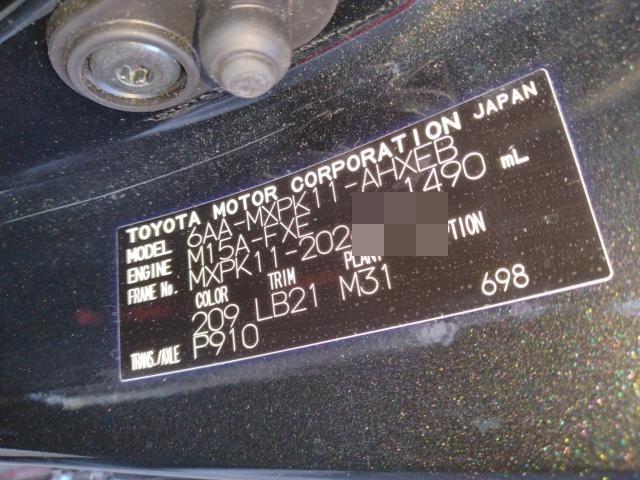 TOYOTA MOTOR CORPORATION JAPAN
MODEL 6AA-MXPK11-AHXEB
ENGINE M15A-FXE 1490 mL
FRAME No. MXPK11-202
COLOR TRIM PLANT
209 LB21 M31 698
TRANS./AXLE P910